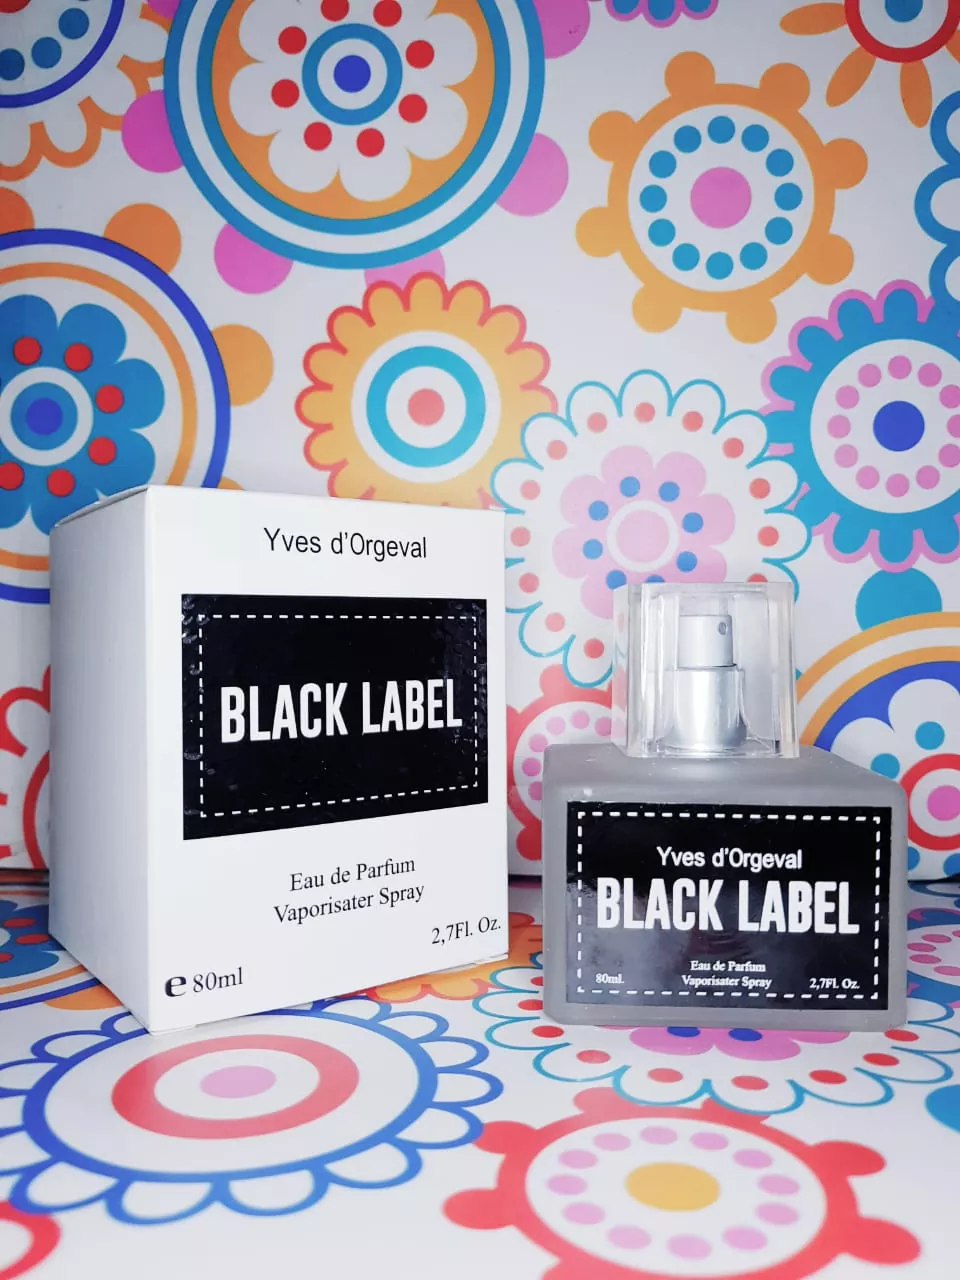 Yves d'Orgeval
BLACK LABEL
Eau de Parfum
Vaporisater Spray
2,7Fl. Oz.
e 80ml
Yves d'Orgeval
BLACK LABEL
Eau de Parfum
80ml. Vaporisater Spray 2,7Fl. Oz.